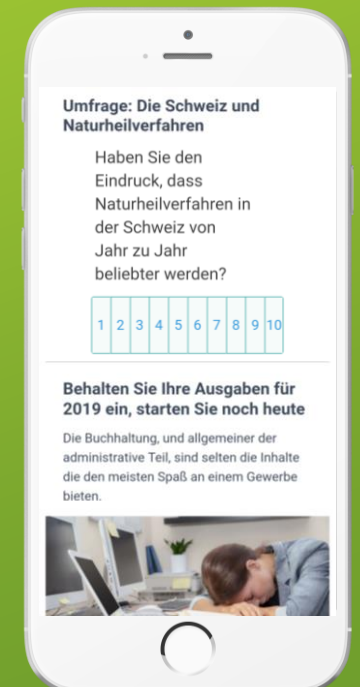 Umfrage: Die Schweiz und
Naturheilverfahren
Haben Sie den
Eindruck, dass
Naturheilverfahren in
der Schweiz von
Jahr zu Jahr
beliebter werden?
1 2 3 4 5 6 7 8 9 10
Behalten Sie Ihre Ausgaben für
2019 ein, starten Sie noch heute
Die Buchhaltung, und allgemeiner der
administrative Teil, sind selten die Inhalte
die den meisten Spaß an einem Gewerbe
bieten.